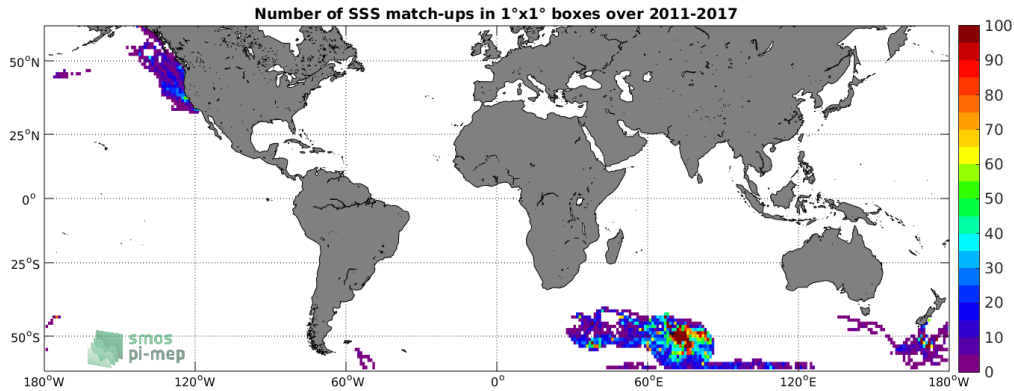 Number of SSS match-ups in 1°x1° boxes over 2011-2017
100
90
80
70
60
50
40
30
20
10
0
50°N
25°N
0°
25°S
50°S
smos
pi-mep
180°W
120°W
60°W
0°
60°E
120°E
180°W